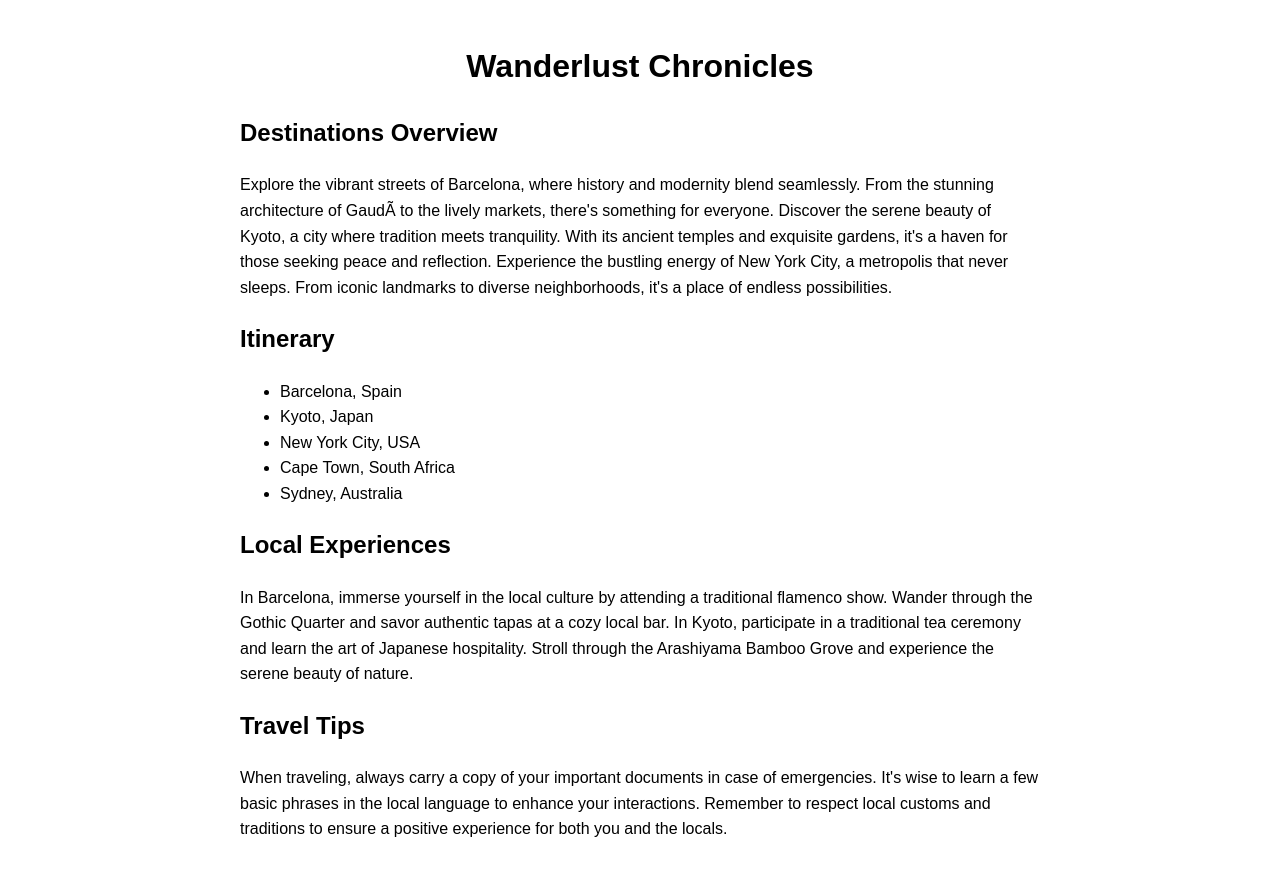 Wanderlust Chronicles
Destinations Overview
Explore the vibrant streets of Barcelona, where history and modernity blend seamlessly. From the stunning
architecture of GaudÃ to the lively markets, there's something for everyone. Discover the serene beauty of
Kyoto, a city where tradition meets tranquility. With its ancient temples and exquisite gardens, it's a haven for
those seeking peace and reflection. Experience the bustling energy of New York City, a metropolis that never
sleeps. From iconic landmarks to diverse neighborhoods, it's a place of endless possibilities.
Itinerary
• Barcelona, Spain
• Kyoto, Japan
• New York City, USA
• Cape Town, South Africa
• Sydney, Australia
Local Experiences
In Barcelona, immerse yourself in the local culture by attending a traditional flamenco show. Wander through the
Gothic Quarter and savor authentic tapas at a cozy local bar. In Kyoto, participate in a traditional tea ceremony
and learn the art of Japanese hospitality. Stroll through the Arashiyama Bamboo Grove and experience the
serene beauty of nature.
Travel Tips
When traveling, always carry a copy of your important documents in case of emergencies. It's wise to learn a few
basic phrases in the local language to enhance your interactions. Remember to respect local customs and
traditions to ensure a positive experience for both you and the locals.